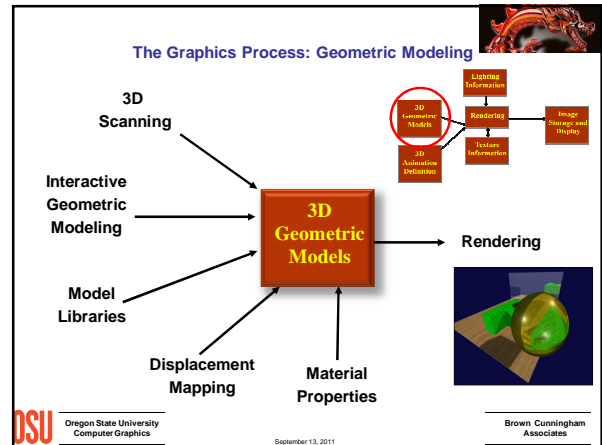 The Graphics Process: Geometric Modeling
Lighting
Information
3D
Geometric
Models
Rendering
Image
Storage and
Display
3D
Animation
Definition
Texture
Information
3D
Scanning
Interactive
Geometric
Modeling
3D
Geometric
Models
Rendering
Model
Libraries
Displacement
Mapping
Material
Properties
OSU
Oregon State University
Computer Graphics
September 13, 2011
Brown Cunningham
Associates